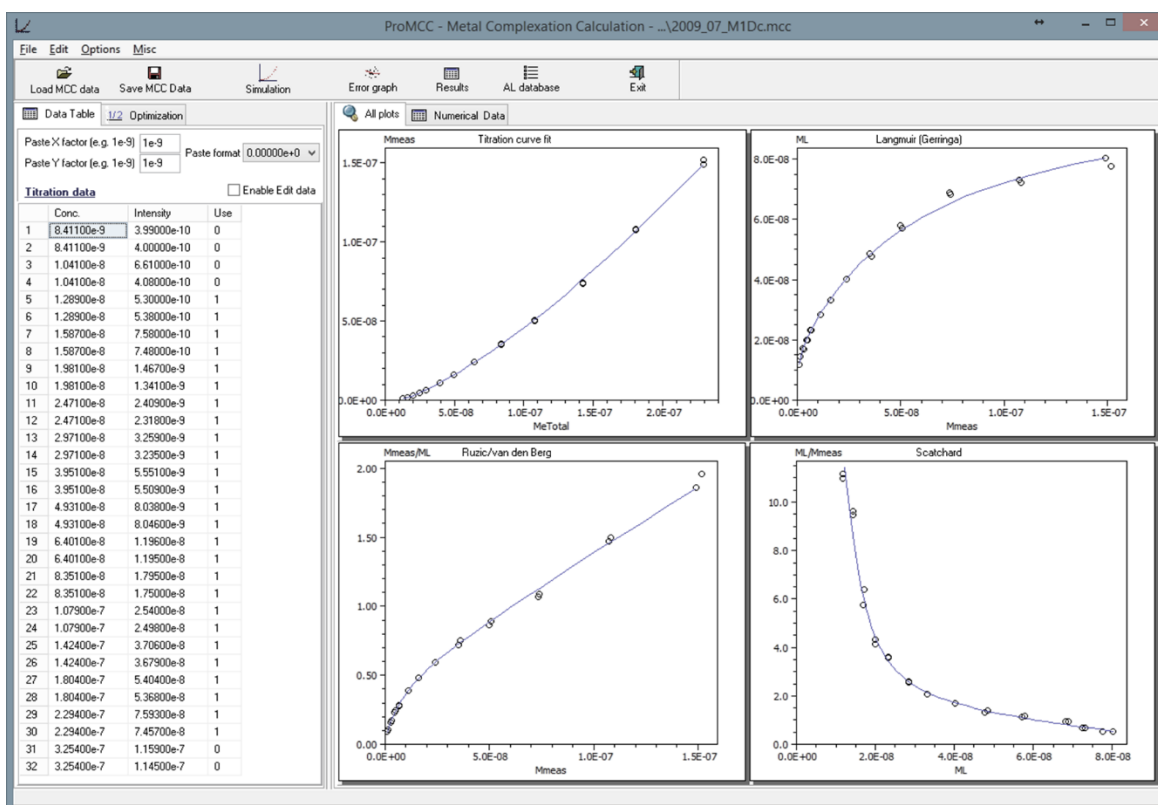 ProMCC - Metal Complexation Calculation - ...\2009_07_M1Dc.mcc
File Edit Options Misc
Load MCC data Save MCC Data Simulation Error graph Results AL database Exit
Data Table 1/2 Optimization
All plots Numerical Data
Paste X factor (e.g. 1e-9) 1e-9
Paste format 0.00000e+0
Paste Y factor (e.g. 1e-9) 1e-9
Titration data Enable Edit data
Conc. Intensity Use
1 8.41100e-9 3.99000e-10 0
2 8.41100e-9 4.00000e-10 0
3 1.04100e-8 6.61000e-10 0
4 1.04100e-8 4.08000e-10 0
5 1.28900e-8 5.30000e-10 1
6 1.28900e-8 5.38000e-10 1
7 1.58700e-8 7.58000e-10 1
8 1.58700e-8 7.48000e-10 1
9 1.98100e-8 1.46700e-9 1
10 1.98100e-8 1.34100e-9 1
11 2.47100e-8 2.40900e-9 1
12 2.47100e-8 2.31800e-9 1
13 2.97100e-8 3.25900e-9 1
14 2.97100e-8 3.23500e-9 1
15 3.95100e-8 5.55100e-9 1
16 3.95100e-8 5.50900e-9 1
17 4.93100e-8 8.03800e-9 1
18 4.93100e-8 8.04600e-9 1
19 6.40100e-8 1.19600e-8 1
20 6.40100e-8 1.19500e-8 1
21 8.35100e-8 1.79500e-8 1
22 8.35100e-8 1.75000e-8 1
23 1.07900e-7 2.54000e-8 1
24 1.07900e-7 2.49800e-8 1
25 1.42400e-7 3.70600e-8 1
26 1.42400e-7 3.67900e-8 1
27 1.80400e-7 5.40400e-8 1
28 1.80400e-7 5.36800e-8 1
29 2.29400e-7 7.59300e-8 1
30 2.29400e-7 7.45700e-8 1
31 3.25400e-7 1.15900e-7 0
32 3.25400e-7 1.14500e-7 0
Mmeas Titration curve fit
1.5E-07
1.0E-07
5.0E-08
0.0E+00
0.0E+00 5.0E-08 1.0E-07 1.5E-07 2.0E-07
MeTotal
ML Langmuir (Gerringa)
8.0E-08
6.0E-08
4.0E-08
2.0E-08
0.0E+00
0.0E+00 5.0E-08 1.0E-07 1.5E-07
Mmeas
Mmeas/ML Ruzic/van den Berg
2.00
1.50
1.00
0.50
0.00
0.0E+00 5.0E-08 1.0E-07 1.5E-07
Mmeas
ML/Mmeas Scatchard
10.0
8.0
6.0
4.0
2.0
0.0
0.0E+00 2.0E-08 4.0E-08 6.0E-08 8.0E-08
ML